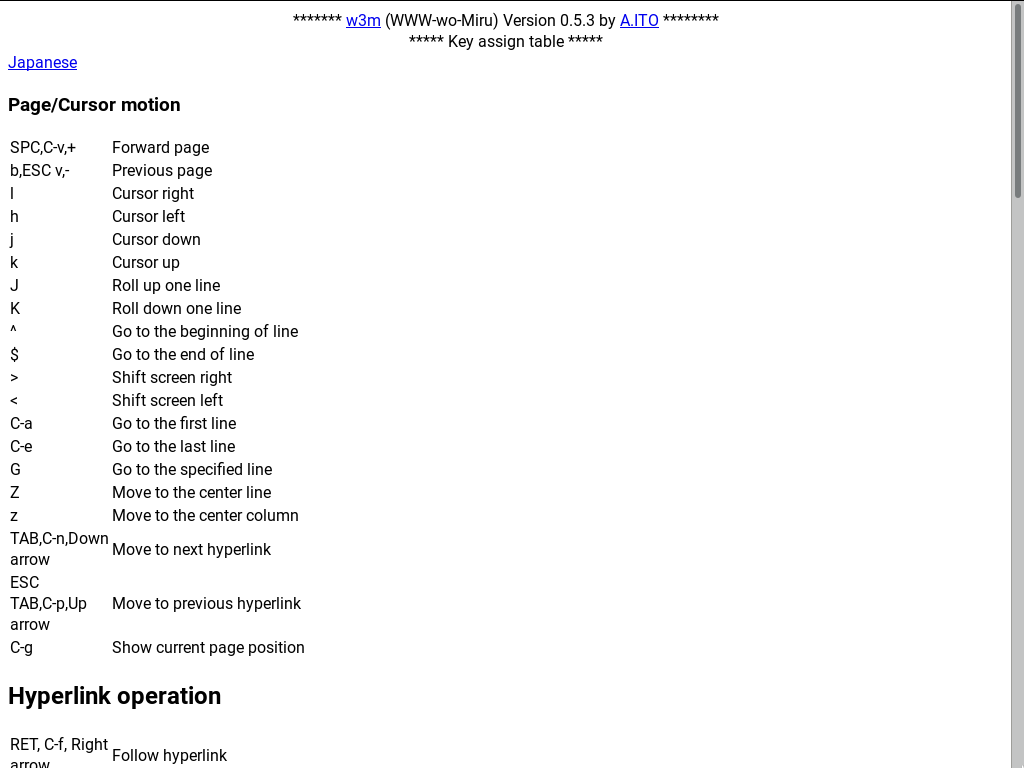 ******* w3m (WWW-wo-Miru) Version 0.5.3 by A.ITO ********
***** Key assign table *****
Japanese
Page/Cursor motion
SPC,C-v,+ Forward page
b,ESC v,- Previous page
l Cursor right
h Cursor left
j Cursor down
k Cursor up
J Roll up one line
K Roll down one line
^ Go to the beginning of line
$ Go to the end of line
> Shift screen right
< Shift screen left
C-a Go to the first line
C-e Go to the last line
G Go to the specified line
Z Move to the center line
z Move to the center column
TAB,C-n,Down
arrow
Move to next hyperlink
ESC
TAB,C-p,Up
arrow
Move to previous hyperlink
C-g Show current page position
Hyperlink operation
RET, C-f, Right
arrow
Follow hyperlink